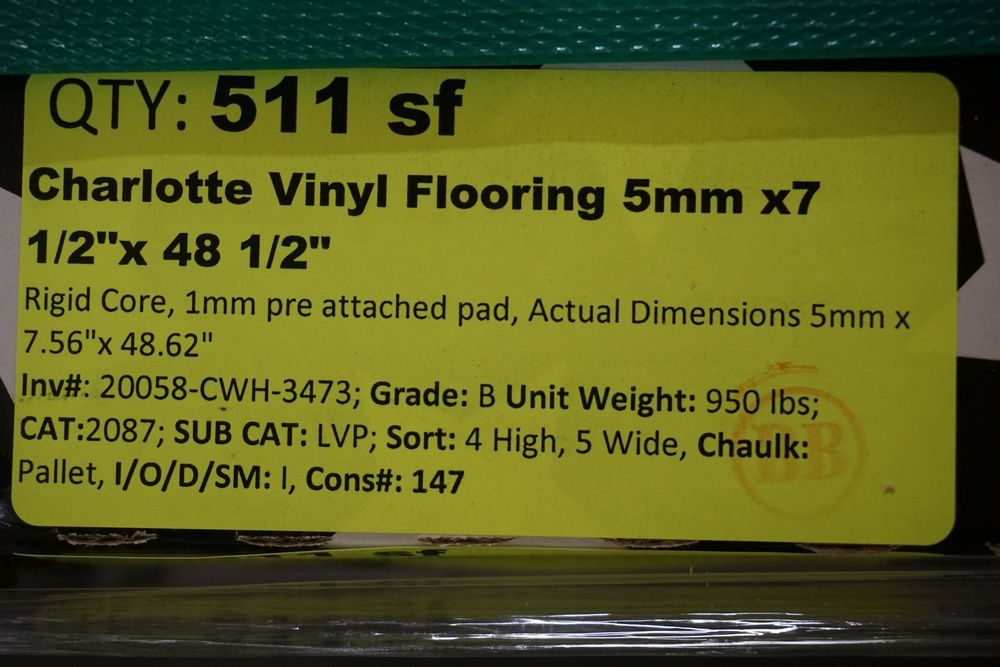 QTY: 511 sf
Charlotte Vinyl Flooring 5mm x7
1/2"x 48 1/2"
Rigid Core, 1mm pre attached pad, Actual Dimensions 5mm x
7.56"x 48.62"
Inv#: 20058-CWH-3473; Grade: B Unit Weight: 950 lbs;
CAT:2087; SUB CAT: LVP; Sort: 4 High, 5 Wide, Chaulk:
Pallet, I/O/D/SM: I, Cons#: 147
BB